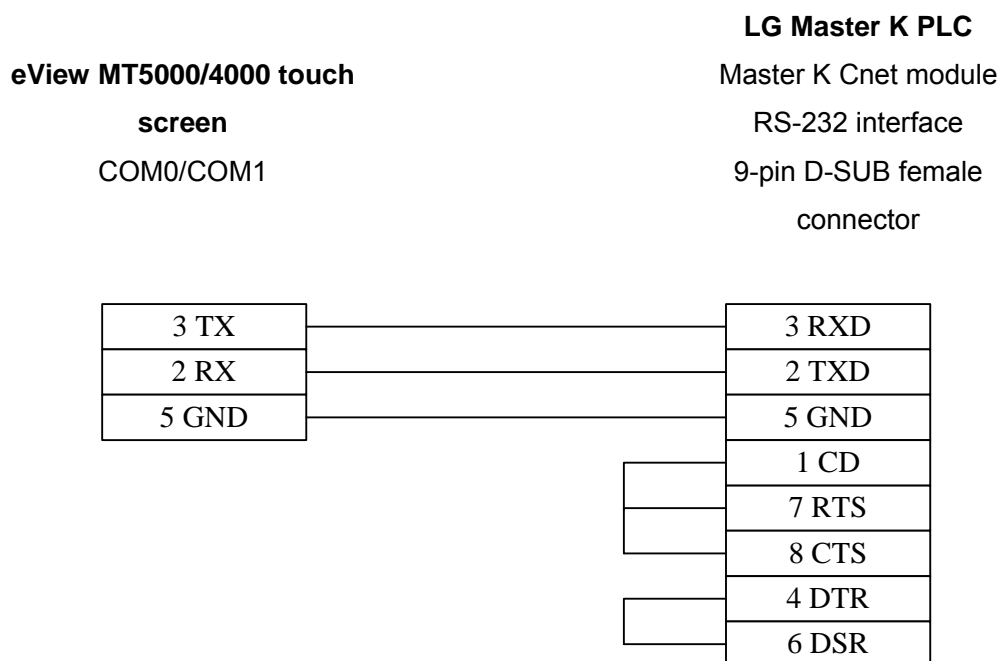 LG Master K PLC
eView MT5000/4000 touch
screen
COM0/COM1
Master K Cnet module
RS-232 interface
9-pin D-SUB female
connector
3 TX
2 RX
5 GND
3 RXD
2 TXD
5 GND
1 CD
7 RTS
8 CTS
4 DTR
6 DSR